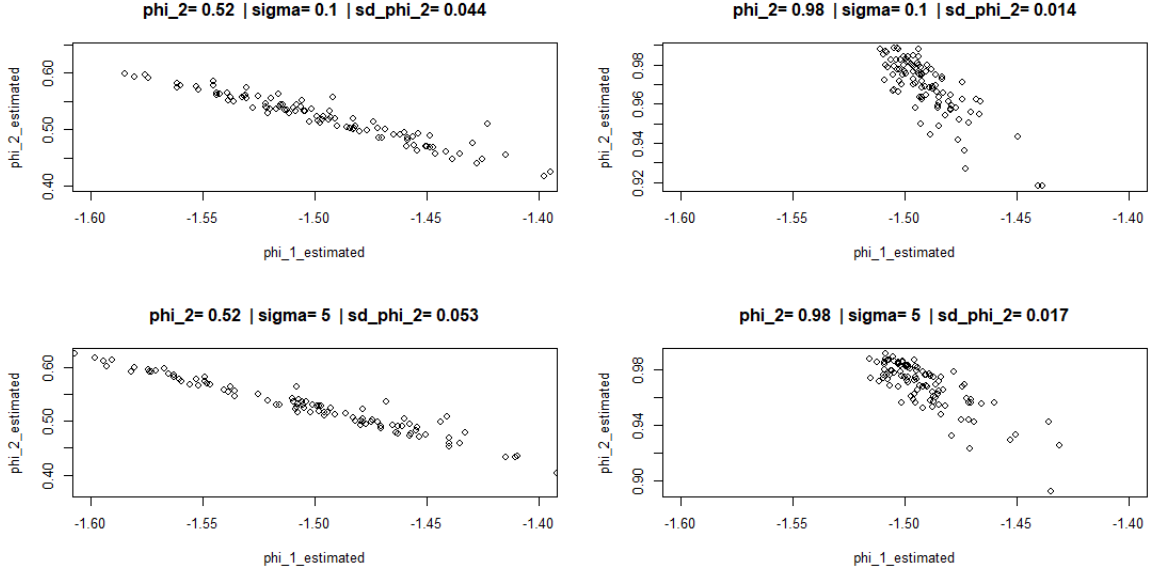 phi_2= 0.52 | sigma= 0.1 | sd_phi_2= 0.044
phi_2_estimated
0.60
0.50
0.40
-1.60 -1.55 -1.50 -1.45 -1.40
phi_1_estimated
phi_2= 0.98 | sigma= 0.1 | sd_phi_2= 0.014
phi_2_estimated
0.98
0.96
0.94
0.92
-1.60 -1.55 -1.50 -1.45 -1.40
phi_1_estimated
phi_2= 0.52 | sigma= 5 | sd_phi_2= 0.053
phi_2_estimated
0.60
0.50
0.40
-1.60 -1.55 -1.50 -1.45 -1.40
phi_1_estimated
phi_2= 0.98 | sigma= 5 | sd_phi_2= 0.017
phi_2_estimated
0.98
0.94
0.90
-1.60 -1.55 -1.50 -1.45 -1.40
phi_1_estimated